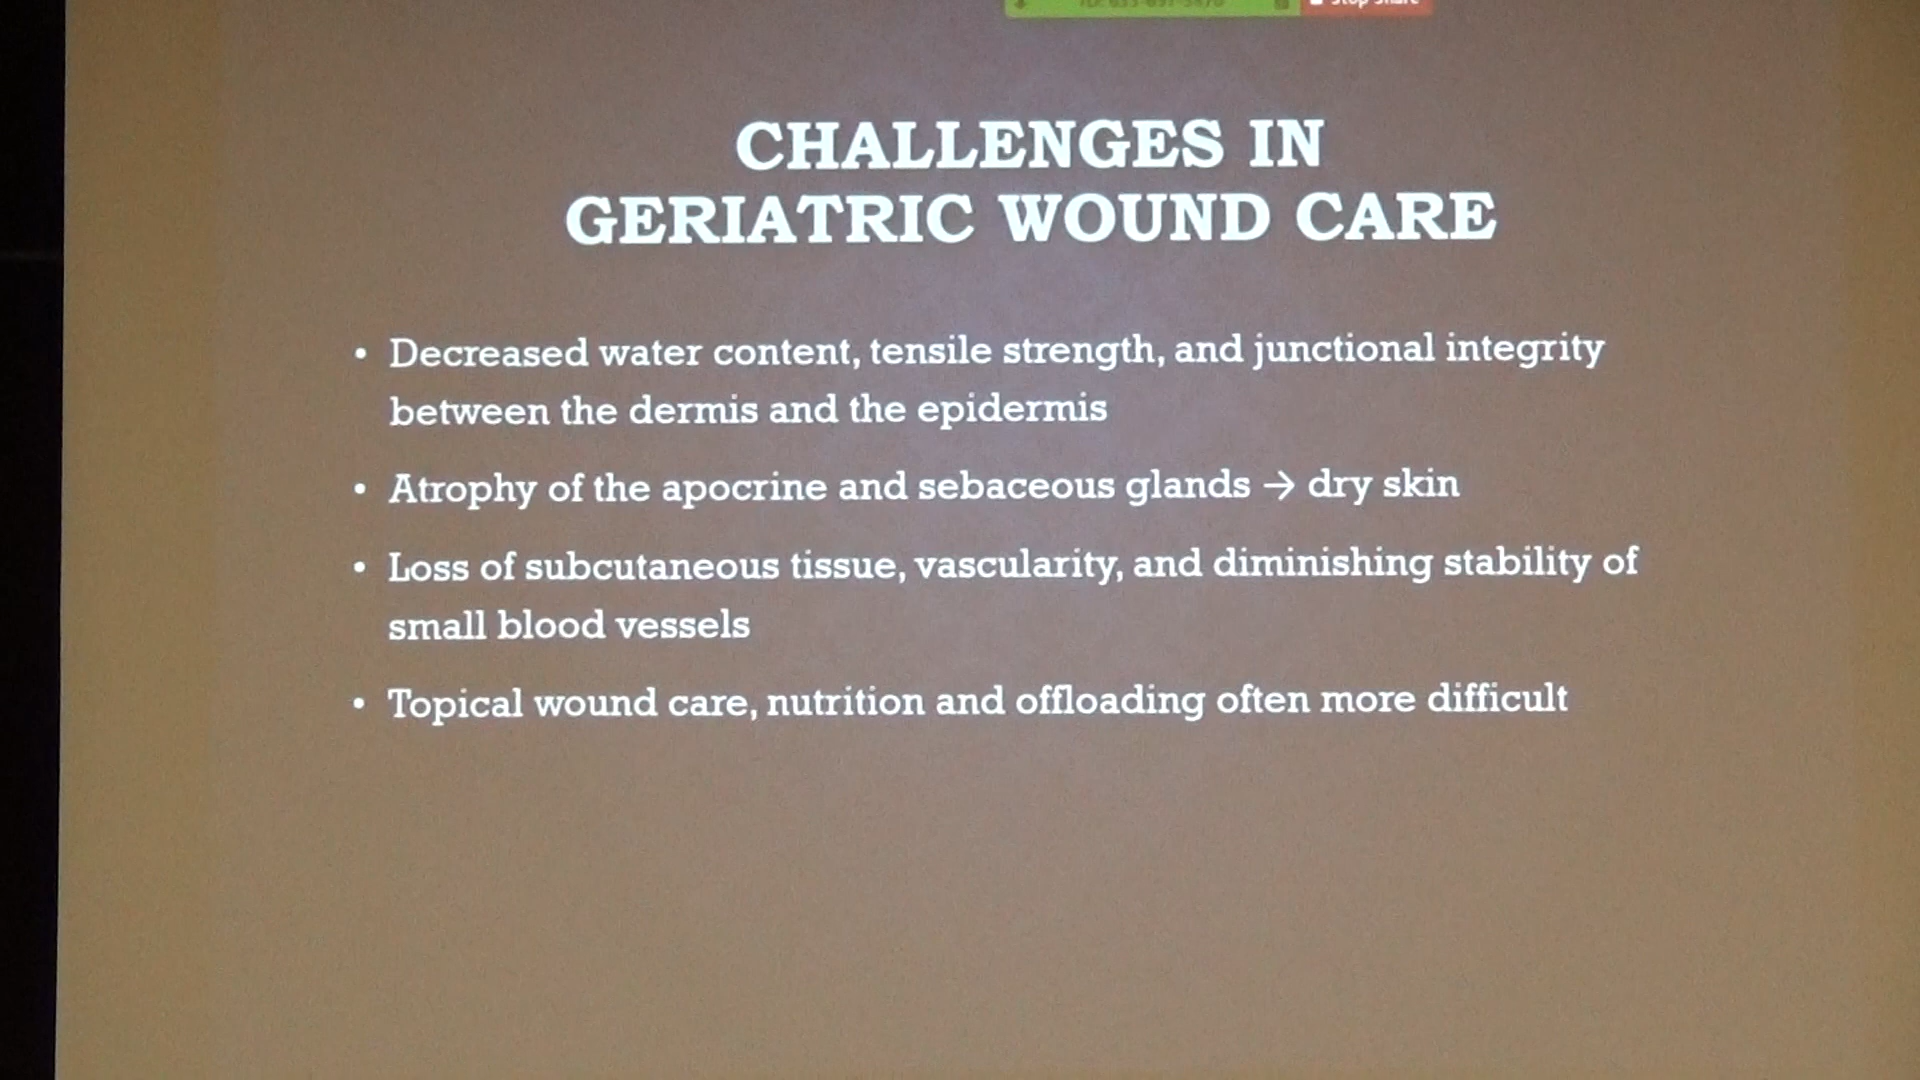 Stop Share
CHALLENGES IN
GERIATRIC WOUND CARE
• Decreased water content, tensile strength, and junctional integrity
between the dermis and the epidermis
• Atrophy of the apocrine and sebaceous glands → dry skin
• Loss of subcutaneous tissue, vascularity, and diminishing stability of
small blood vessels
• Topical wound care, nutrition and offloading often more difficult